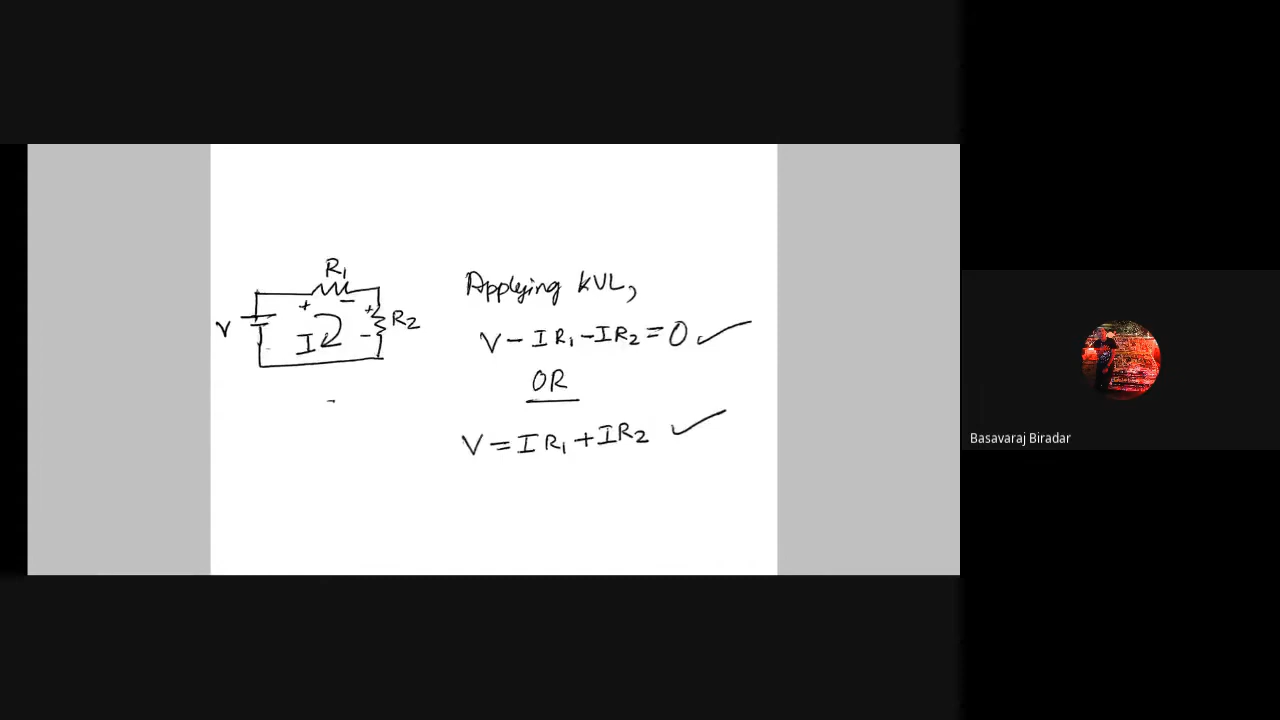 R₁
V
I
R₂
Applying KVL,
V - IR₁ - IR₂ = 0 ✓
OR
V = IR₁ + IR₂ ✓
Basavaraj Biradar